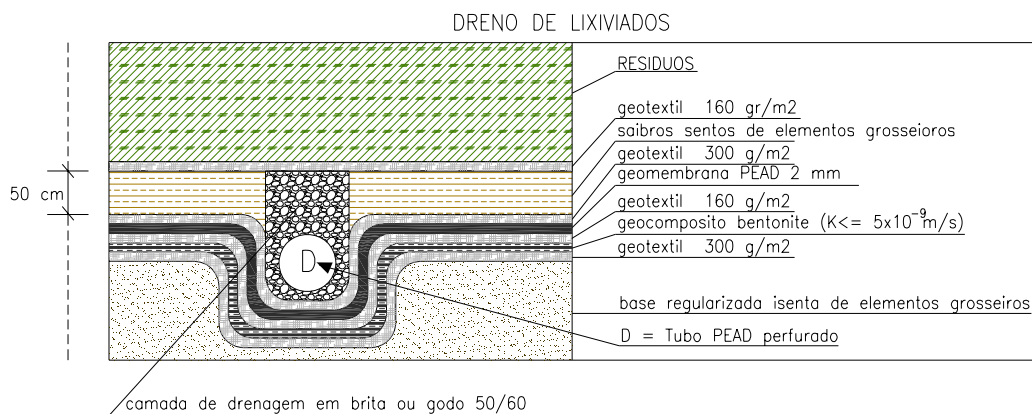 DRENO DE LIXIVIADOS
RESIDUOS
geotextil 160 gr/m2
saibros sentos de elementos grosseioros
geotextil 300 g/m2
geomembrana PEAD 2 mm
50 cm
geotextil 160 g/m2
geocomposito bentonite (K<= 5x10⁻⁹m/s)
geotextil 300 g/m2
D
base regularizada isenta de elementos grosseiros
D = Tubo PEAD perfurado
camada de drenagem em brita ou godo 50/60